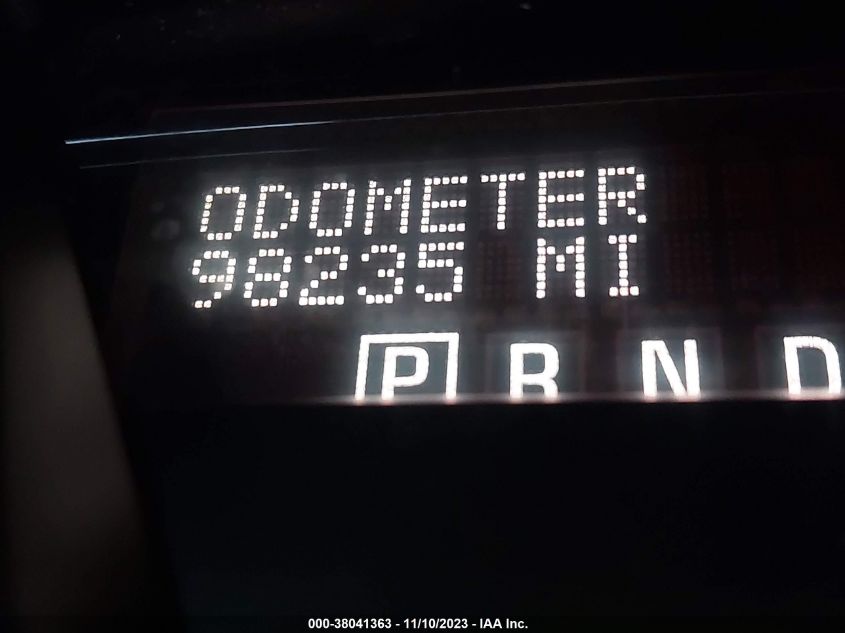 ODOMETER
98235 MI
P R N D
000-38041363 - 11/10/2023 - IAA Inc.